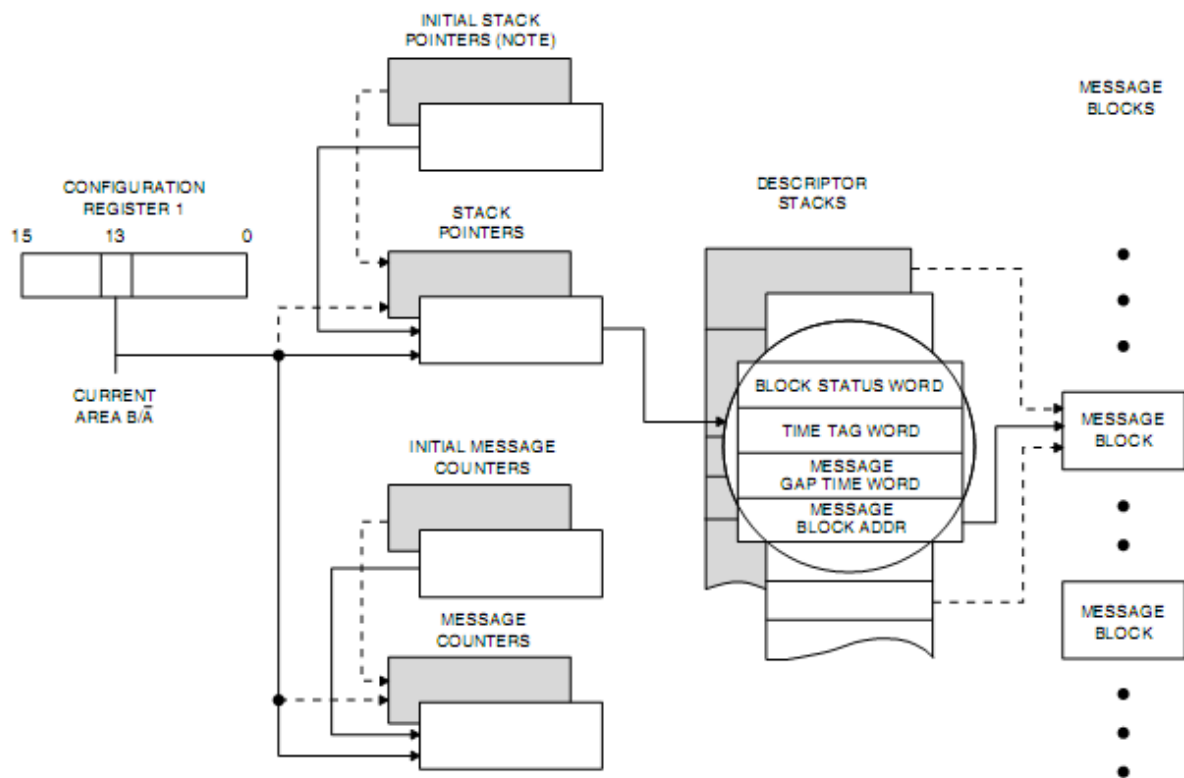 INITIAL STACK
POINTERS (NOTE)
MESSAGE
BLOCKS
CONFIGURATION
REGISTER 1
15 13 0
STACK
POINTERS
DESCRIPTOR
STACKS
CURRENT
AREA B/A̅
BLOCK STATUS WORD
TIME TAG WORD
MESSAGE
GAP TIME WORD
MESSAGE
BLOCK ADDR
MESSAGE
BLOCK
INITIAL MESSAGE
COUNTERS
MESSAGE
BLOCK
MESSAGE
COUNTERS